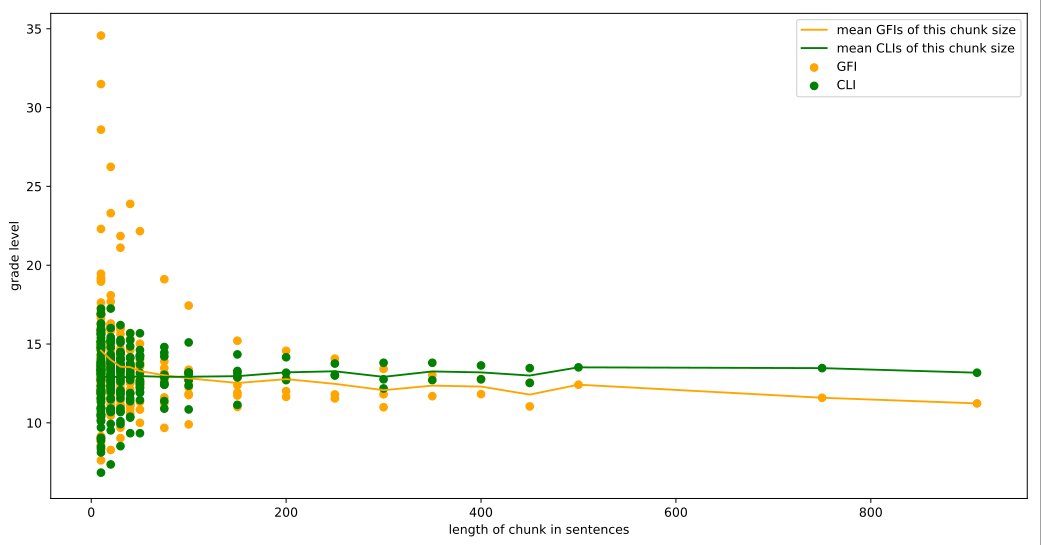 mean GFIs of this chunk size
mean CLIs of this chunk size
GFI
CLI
grade level
35
30
25
20
15
10
0
200
400
600
800
length of chunk in sentences